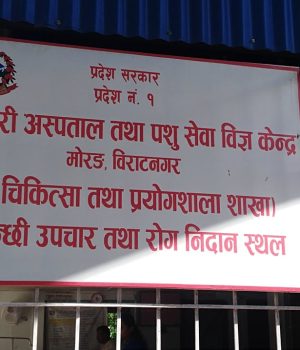 प्रदेश सरकार
प्रदेश नं. १
अस्पताल तथा पशु सेवा विज्ञ केन्द्र
मोरङ, विराटनगर
चिकित्सा तथा प्रयोगशाला शाखा)
उपचार तथा रोग निदान स्थल